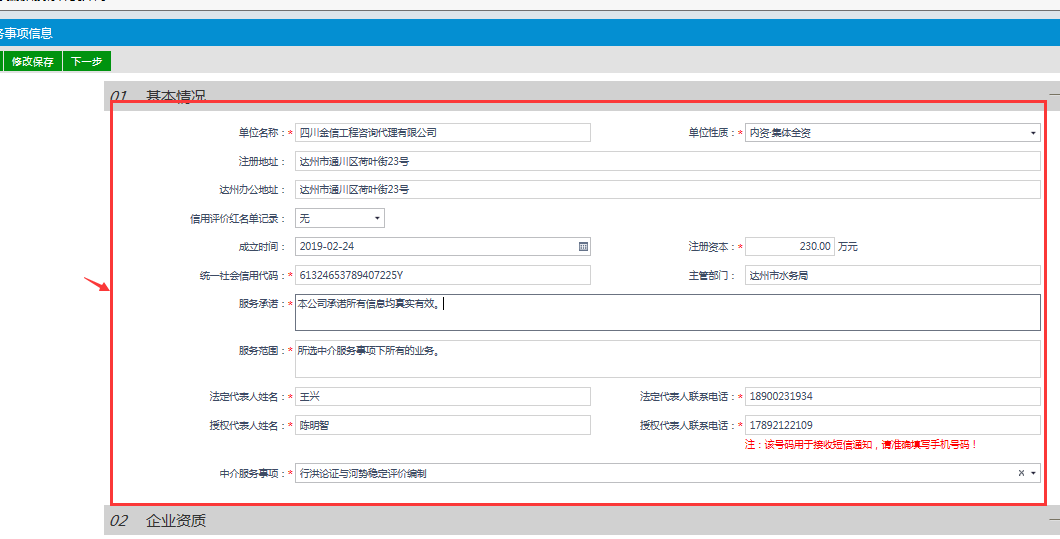 务事项信息
修改保存 下一步
01 基本情况
单位名称：* 四川金信工程咨询代理有限公司 单位性质：* 内资·集体全资
注册地址： 达州市通川区荷叶街23号
达州办公地址： 达州市通川区荷叶街23号
信用评价红名单记录： 无
成立时间： 2019-02-24 注册资本：* 230.00 万元
统一社会信用代码：* 61324653789407225Y 主管部门： 达州市水务局
服务承诺：* 本公司承诺所有信息均真实有效。
服务范围：* 所选中介服务事项下所有的业务。
法定代表人姓名：* 王兴 法定代表人联系电话：* 18900231934
授权代表人姓名：* 陈明智 授权代表人联系电话：* 17892122109
注：该号码用于接收短信通知，请准确填写手机号码！
中介服务事项：* 行洪论证与河势稳定评价编制
02 企业资质